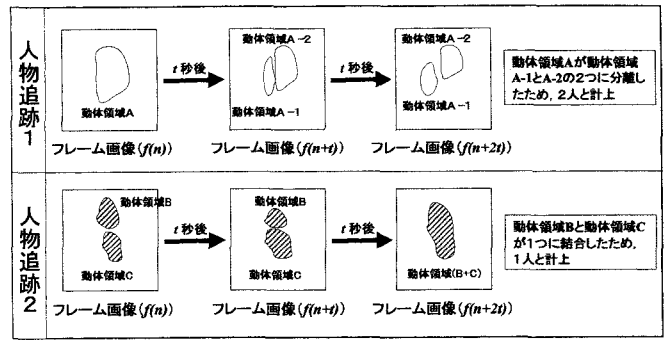 人物追跡1
動体領域A
フレーム画像(f(n))
t 秒後
動体領域A-2
動体領域A-1
フレーム画像(f(n+t))
t 秒後
動体領域A-2
動体領域A-1
フレーム画像(f(n+2t))
動体領域Aが動体領域
A-1とA-2の2つに分離し
たため，2人と計上
人物追跡2
動体領域B
動体領域C
フレーム画像(f(n))
t 秒後
動体領域B
動体領域C
フレーム画像(f(n+t))
t 秒後
動体領域(B+C)
フレーム画像(f(n+2t))
動体領域Bと動体領域C
が1つに結合したため，
1人と計上